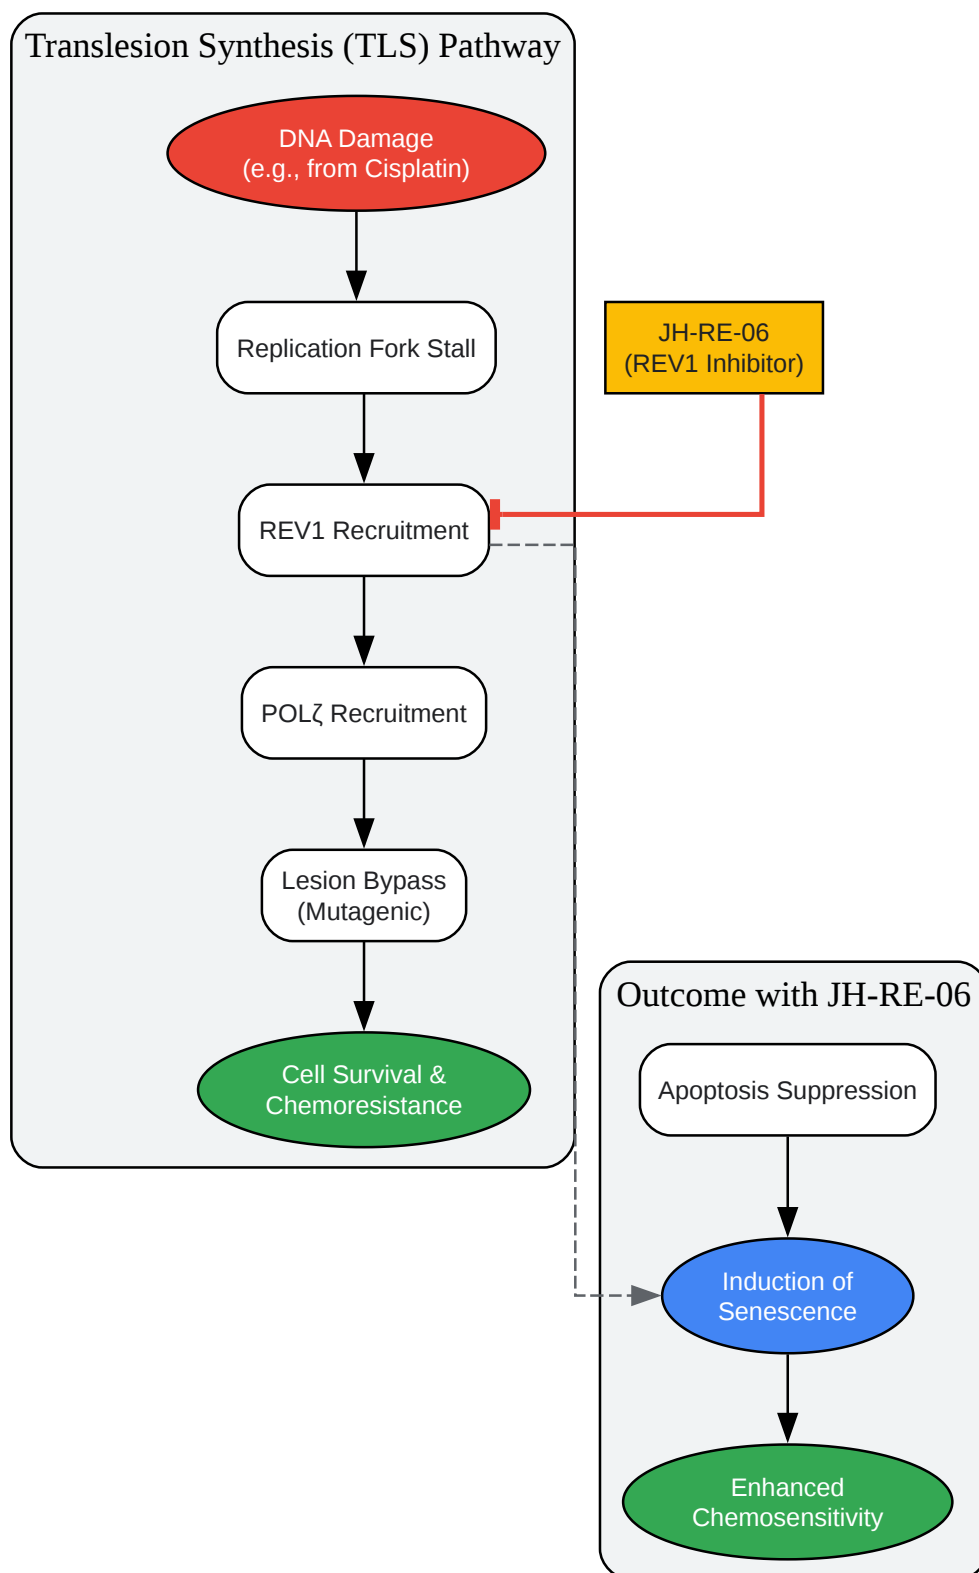 Translesion Synthesis (TLS) Pathway
DNA Damage
(e.g., from Cisplatin)
Replication Fork Stall
JH-RE-06
(REV1 Inhibitor)
REV1 Recruitment
POLζ Recruitment
Lesion Bypass
(Mutagenic)
Cell Survival &
Chemoresistance
Outcome with JH-RE-06
Apoptosis Suppression
Induction of
Senescence
Enhanced
Chemosensitivity